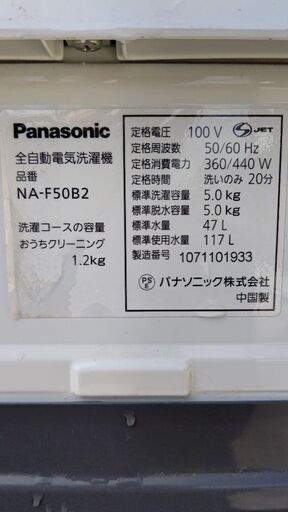 Panasonic
全自動電気洗濯機
品番
NA-F50B2
洗濯コースの容量
おうちクリーニング
1.2kg
定格電圧 100 V JET
定格周波数 50/60 Hz
定格消費電力 360/440 W
定格時間 洗いのみ 20分
標準洗濯容量 5.0 kg
標準脱水容量 5.0 kg
標準水量 47 L
標準使用水量 117 L
製造番号 1071101933
PS E パナソニック株式会社
中国製